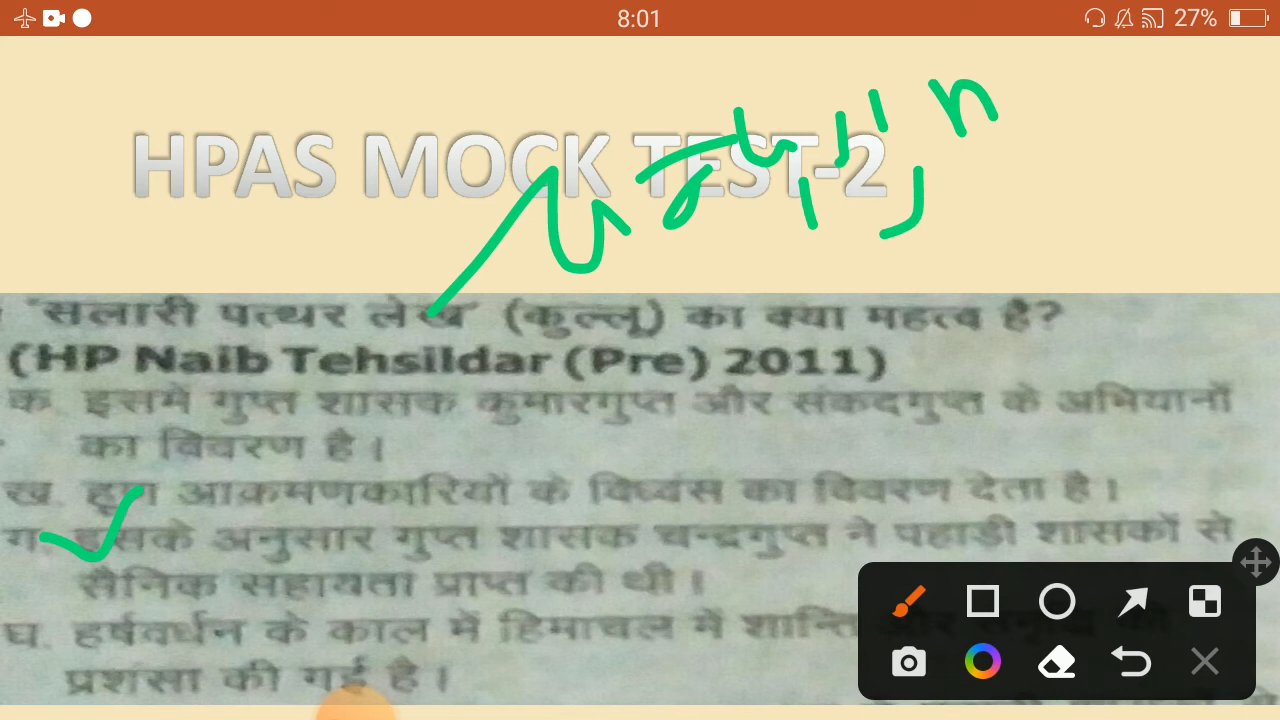 8:01
27%
HPAS MOCK TEST-2
"सलारी पत्थर लेख" (कुल्लू) का क्या महत्व है?
(HP Naib Tehsildar (Pre) 2011)
क. इसमें गुप्त शासक कुमारगुप्त और संकदगुप्त के अभियानों
का विवरण है।
ख. हूण आक्रमणकारियों के विध्वंस का विवरण देता है।
ग. इसके अनुसार गुप्त शासक चन्द्रगुप्त ने पहाड़ी शासकों से
सैनिक सहायता प्राप्त की थी।
घ. हर्षवर्धन के काल में हिमाचल में शान्ति और की
प्रशंसा की गई है।